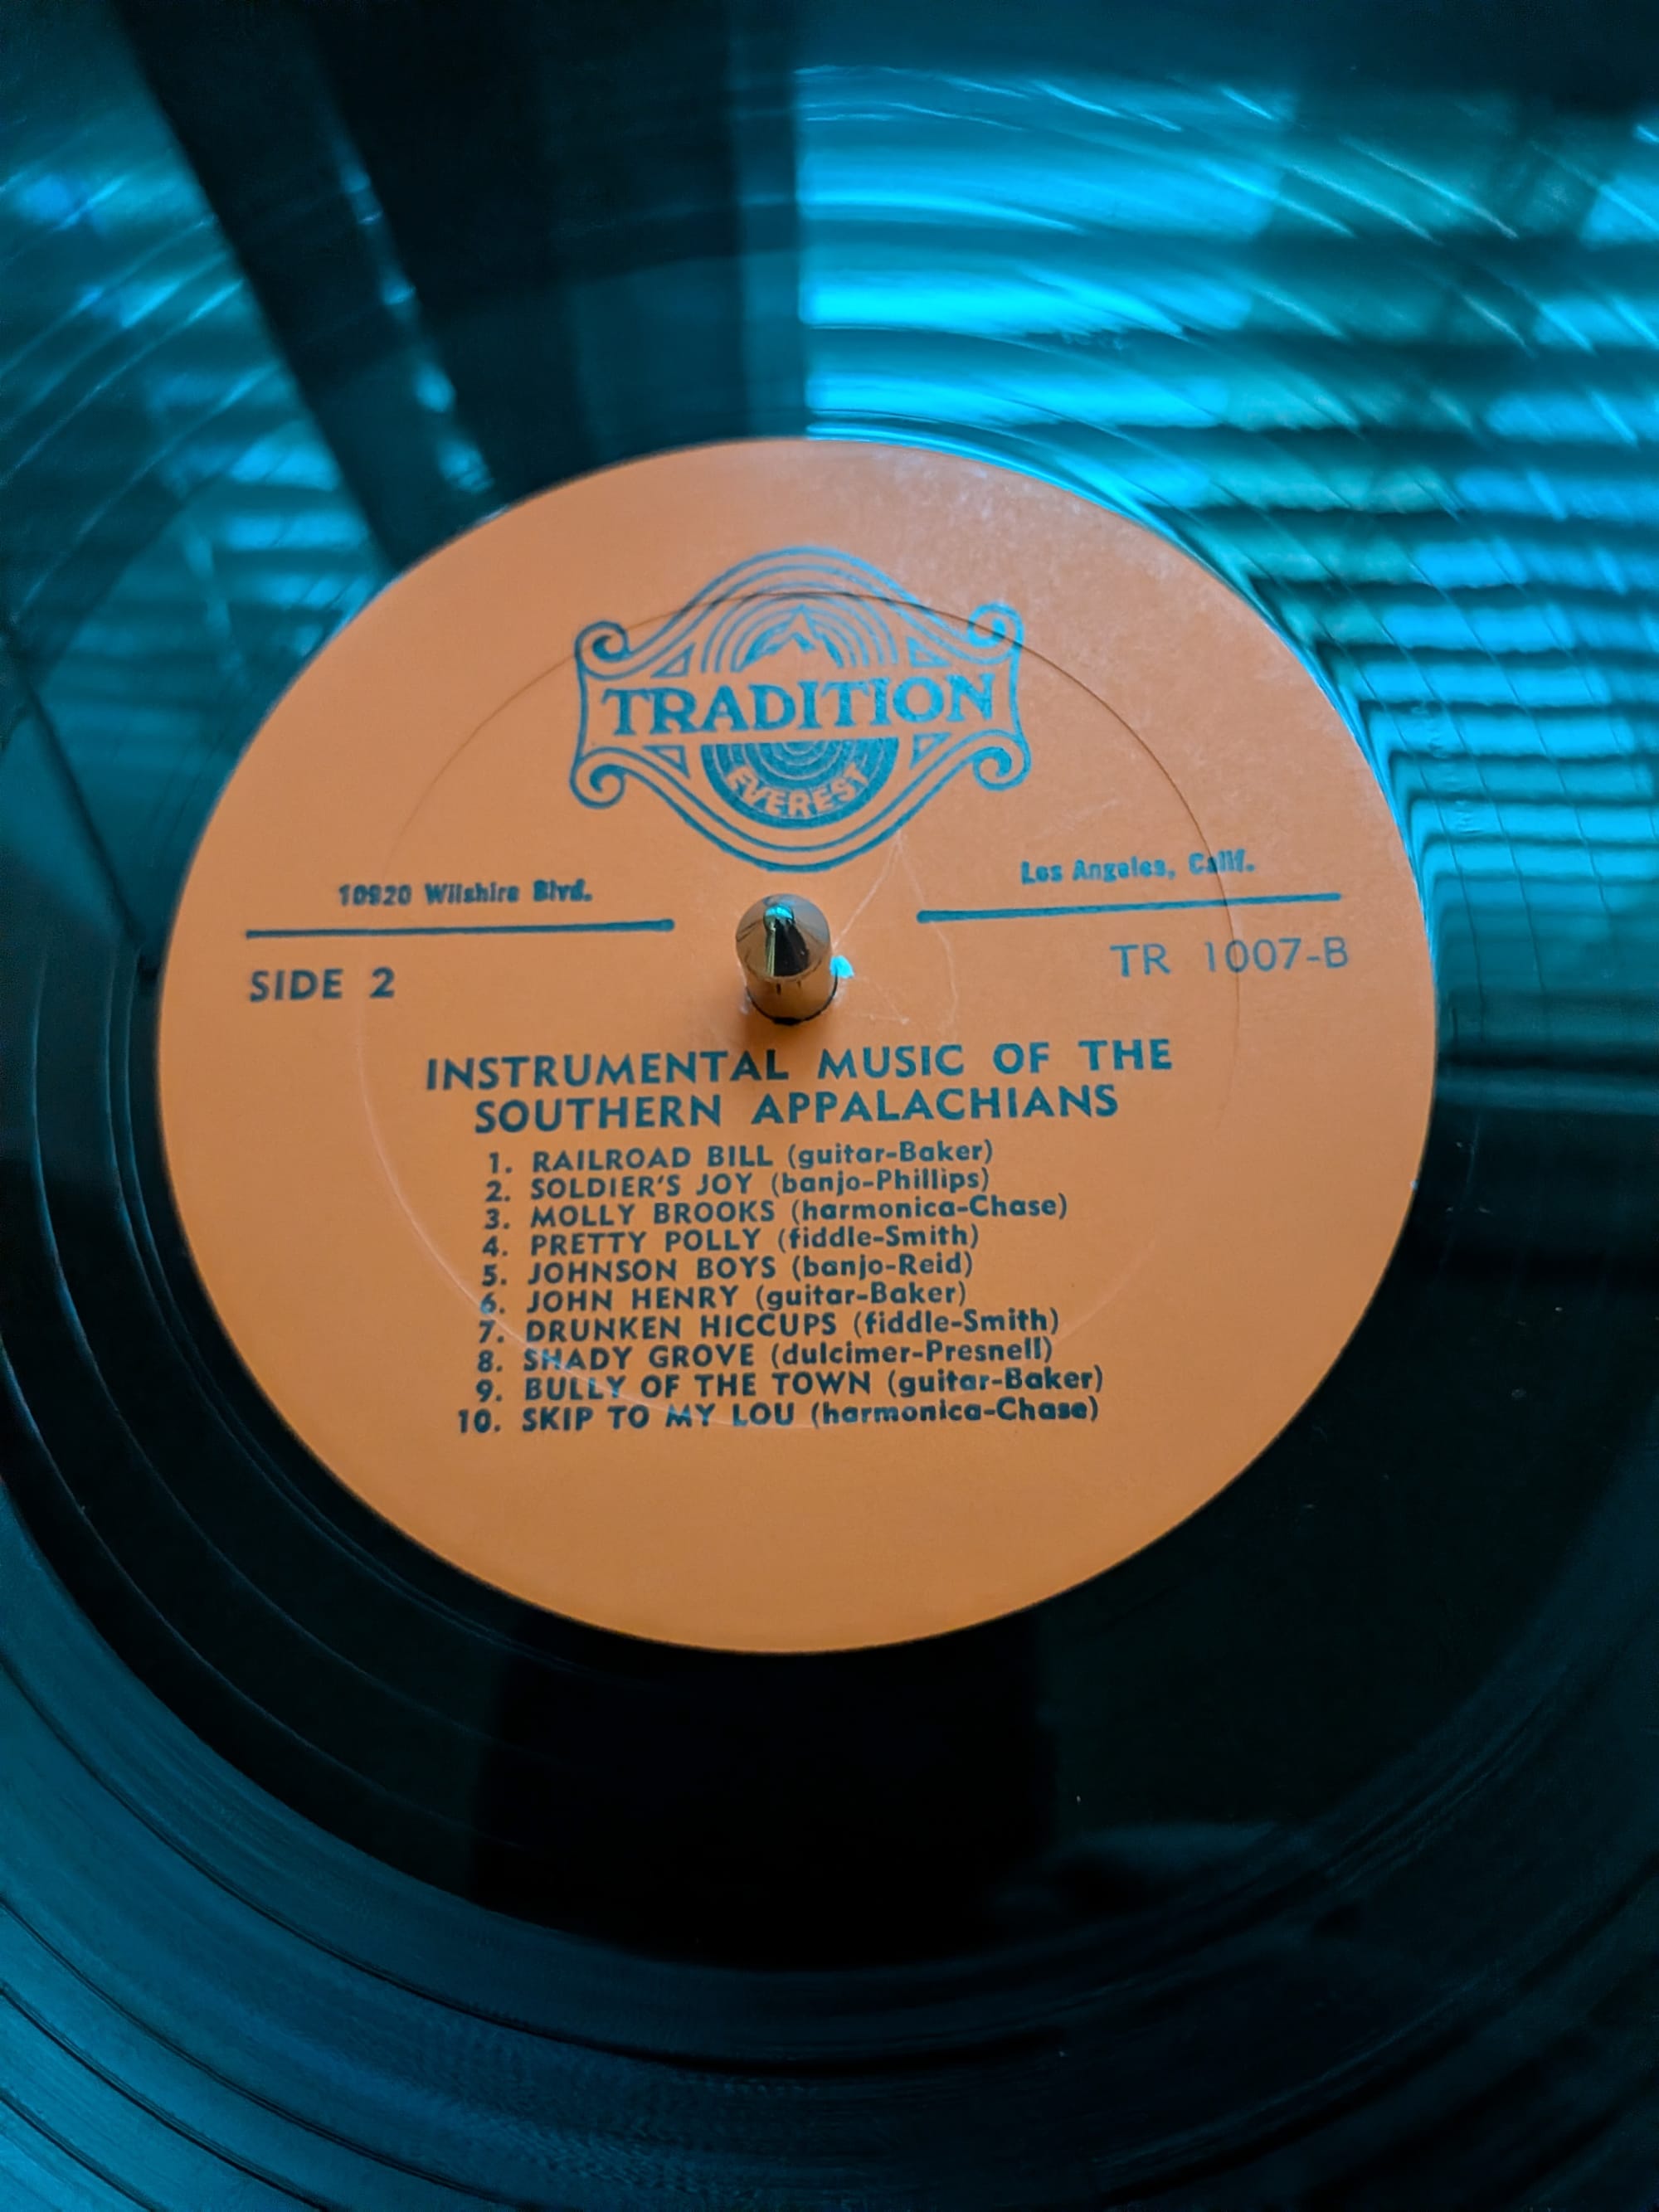 TRADITION
EVEREST
10920 Wilshire Blvd.
Los Angeles, Calif.
SIDE 2
TR 1007-B
INSTRUMENTAL MUSIC OF THE
SOUTHERN APPALACHIANS
1. RAILROAD BILL (guitar-Baker)
2. SOLDIER'S JOY (banjo-Phillips)
3. MOLLY BROOKS (harmonica-Chase)
4. PRETTY POLLY (fiddle-Smith)
5. JOHNSON BOYS (banjo-Reid)
6. JOHN HENRY (guitar-Baker)
7. DRUNKEN HICCUPS (fiddle-Smith)
8. SHADY GROVE (dulcimer-Presnell)
9. BULLY OF THE TOWN (guitar-Baker)
10. SKIP TO MY LOU (harmonica-Chase)